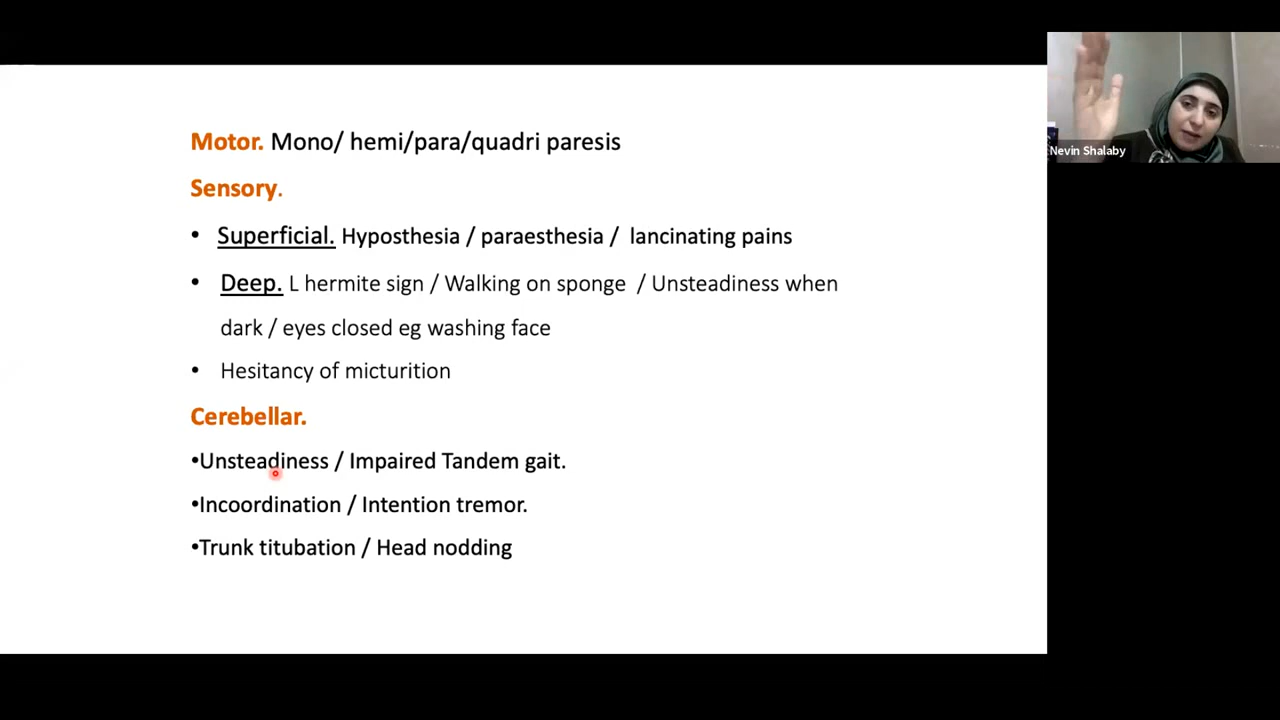 Motor. Mono/ hemi/para/quadri paresis
Sensory.
• Superficial. Hyposthesia / paraesthesia / lancinating pains
• Deep. L hermite sign / Walking on sponge / Unsteadiness when
dark / eyes closed eg washing face
• Hesitancy of micturition
Cerebellar.
•Unsteadiness / Impaired Tandem gait.
•Incoordination / Intention tremor.
•Trunk titubation / Head nodding
Nevin Shalaby